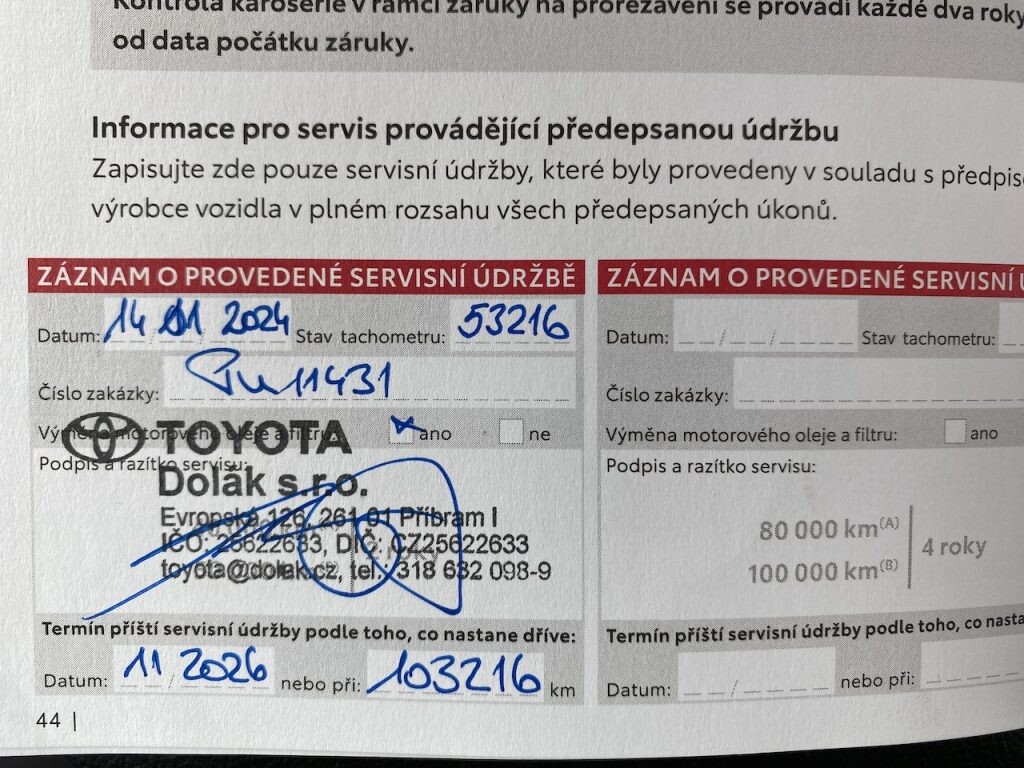 Kontrola karoserie v rámci záruky na prorezavění se provádí každé dva roky
od data počátku záruky.
Informace pro servis provádějící předepsanou údržbu
Zapisujte zde pouze servisní údržby, které byly provedeny v souladu s předpis
výrobce vozidla v plném rozsahu všech předepsaných úkonů.
ZÁZNAM O PROVEDENÉ SERVISNÍ ÚDRŽBĚ
Datum: 14 / 11 / 2024 Stav tachometru: 53216
Číslo zakázky: 11431
Výměna motorového oleje a filtru: x ano ne
TOYOTA
Podpis a razítko servisu:
Dolák s.r.o.
Evropská 126, 261 01 Příbram I
IČO: 25622633, DIČ: CZ25622633
toyota@dolak.cz, tel.: 318 632 098-9
Termín příští servisní údržby podle toho, co nastane dříve:
Datum: 11 / 2026 nebo při: 103216 km
ZÁZNAM O PROVEDENÉ SERVISNÍ Ú
Datum: / / Stav tachometru:
Číslo zakázky:
Výměna motorového oleje a filtru: ano
Podpis a razítko servisu:
80 000 km(A)
100 000 km(B)
4 roky
Termín příští servisní údržby podle toho, co nasta
Datum: / nebo při:
44 |